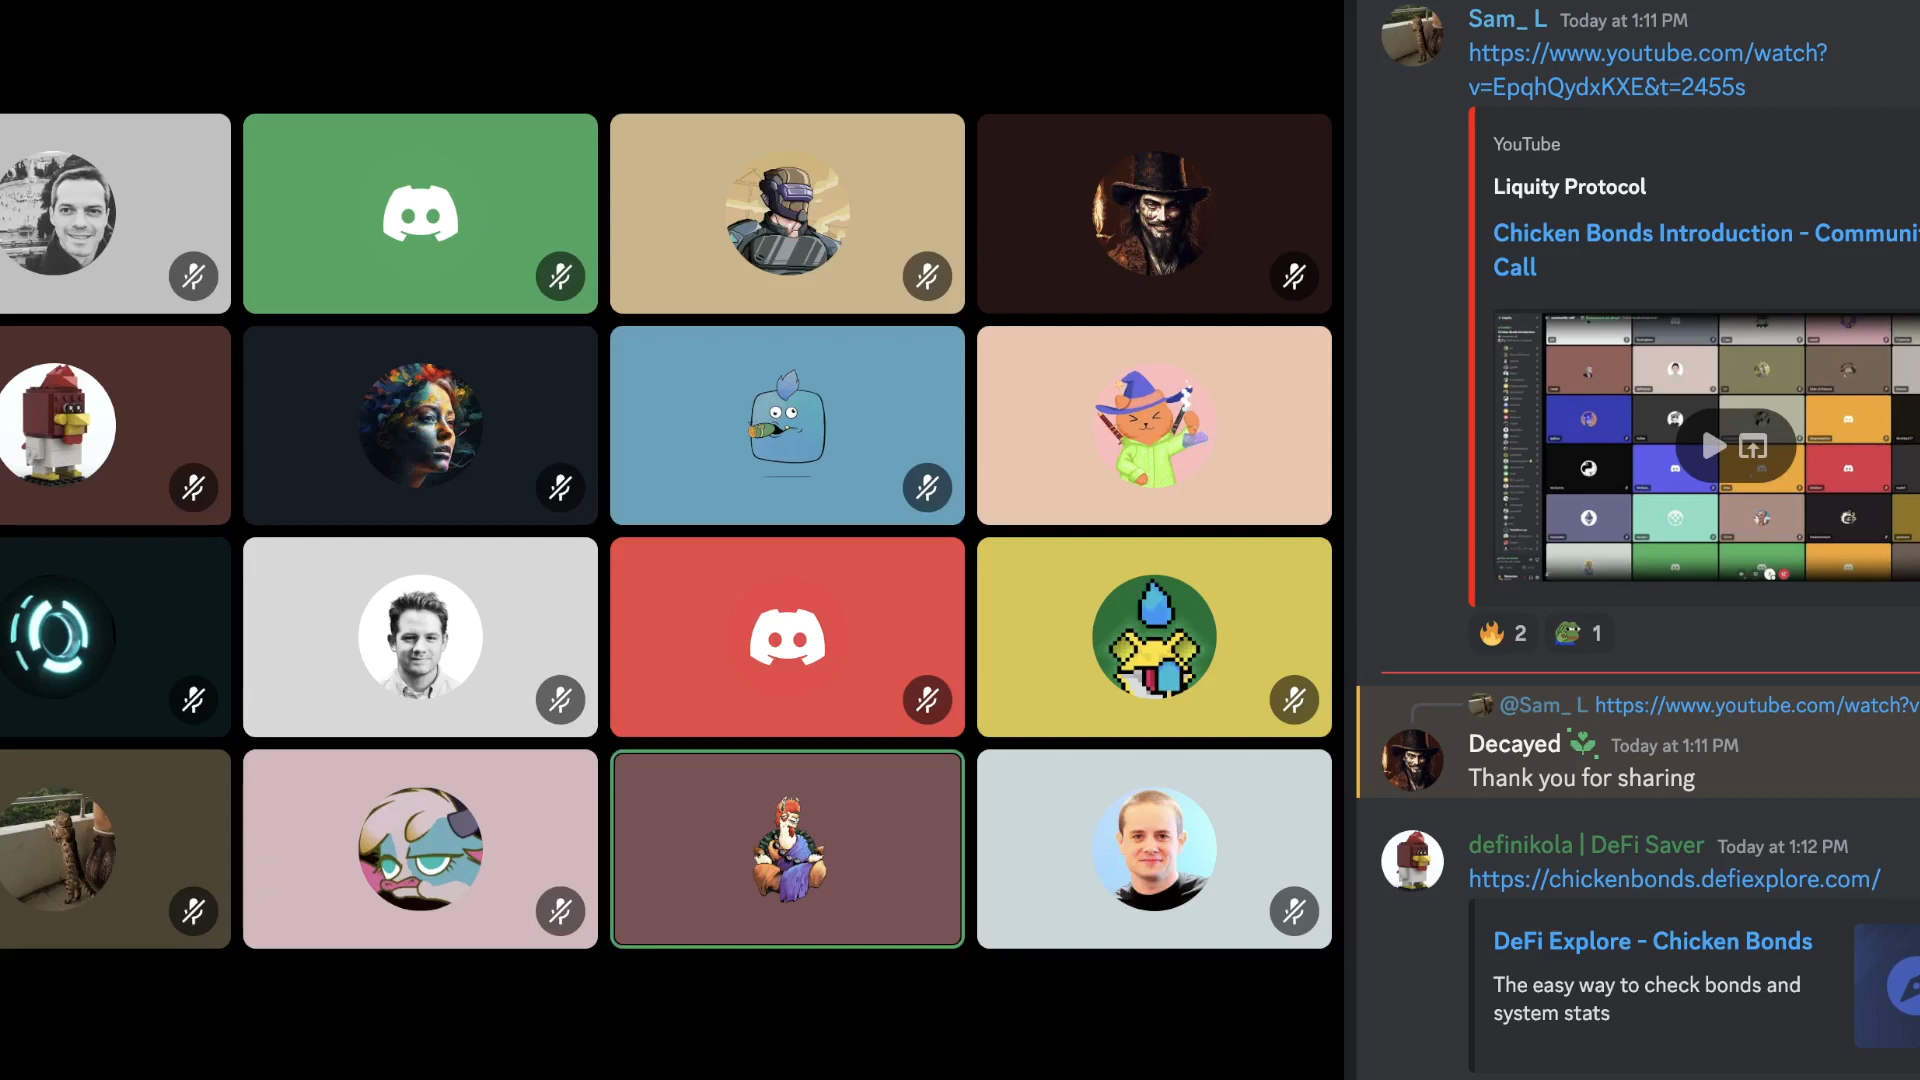 Sam_ L Today at 1:11 PM
https://www.youtube.com/watch?
v=EpqhQydxKXE&t=2455s
YouTube
Liquity Protocol
Chicken Bonds Introduction - Communi
Call
2 1
@Sam_ L https://www.youtube.com/watch?v
Decayed Today at 1:11 PM
Thank you for sharing
definikola | DeFi Saver Today at 1:12 PM
https://chickenbonds.defiexplore.com/
DeFi Explore - Chicken Bonds
The easy way to check bonds and
system stats